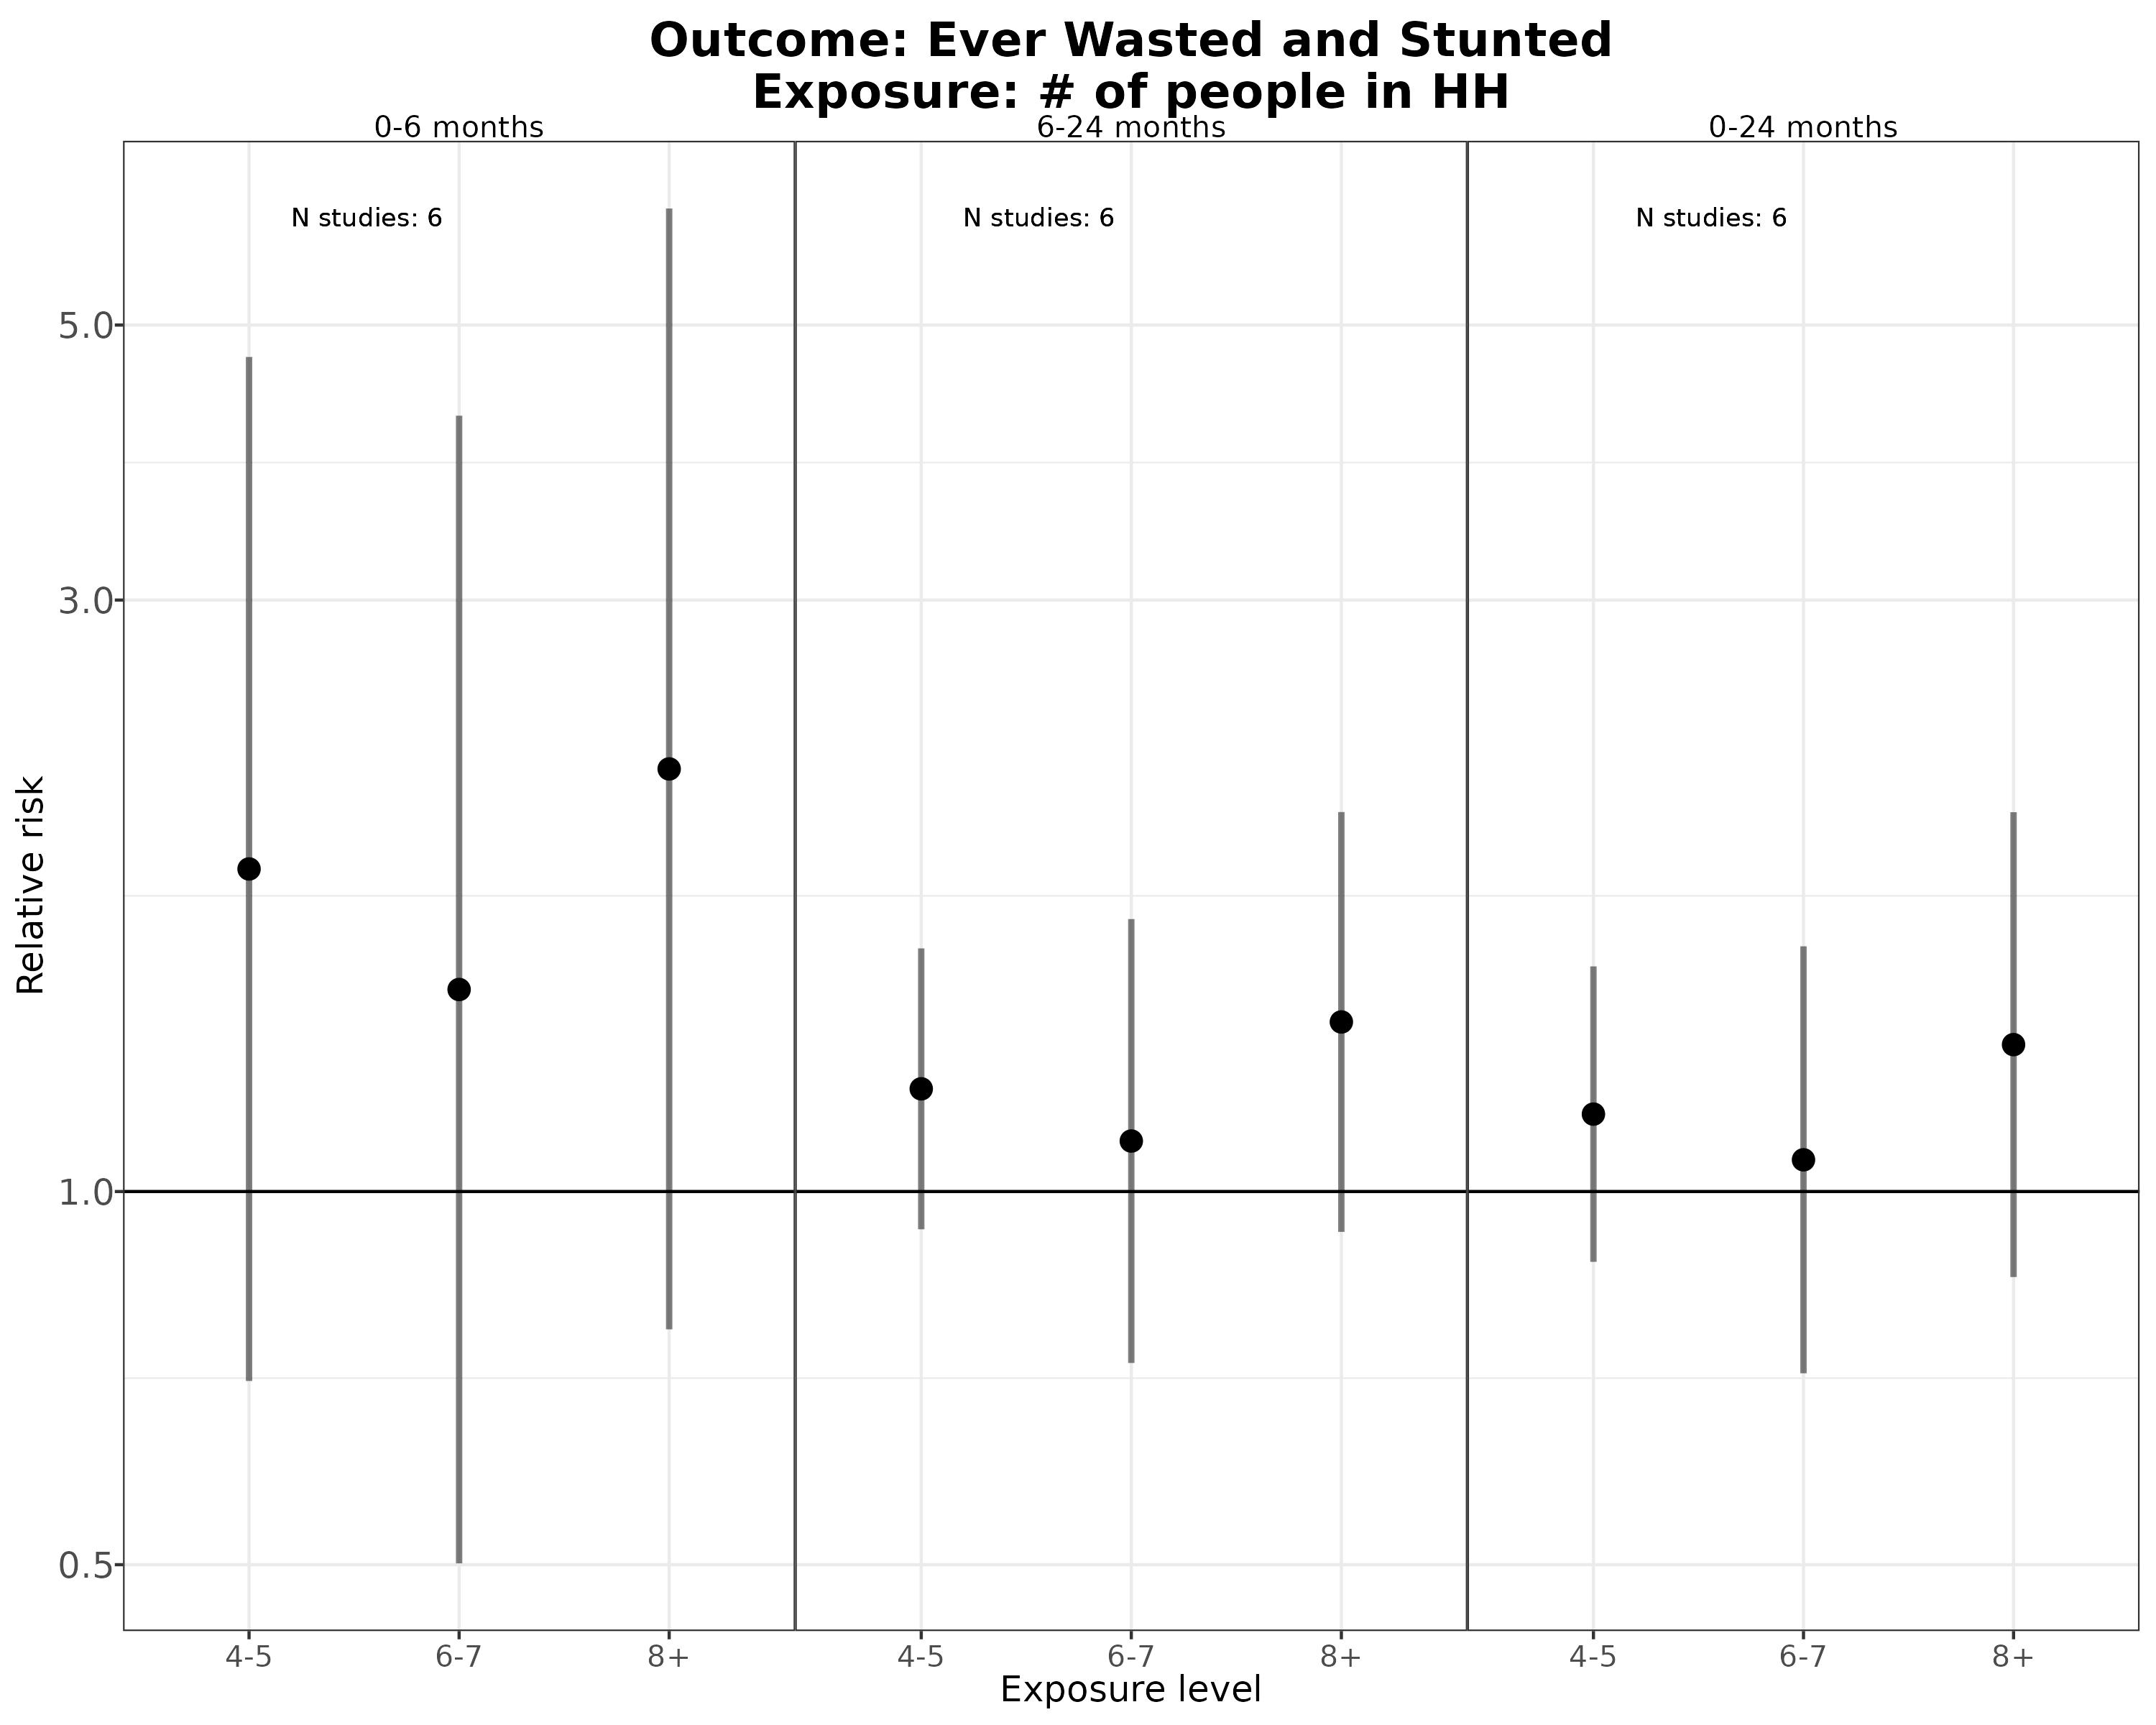 Outcome: Ever Wasted and Stunted
Exposure: # of people in HH
0-6 months
6-24 months
0-24 months
N studies: 6
N studies: 6
N studies: 6
5.0
3.0
1.0
0.5
Relative risk
4-5
6-7
8+
4-5
6-7
8+
4-5
6-7
8+
Exposure level